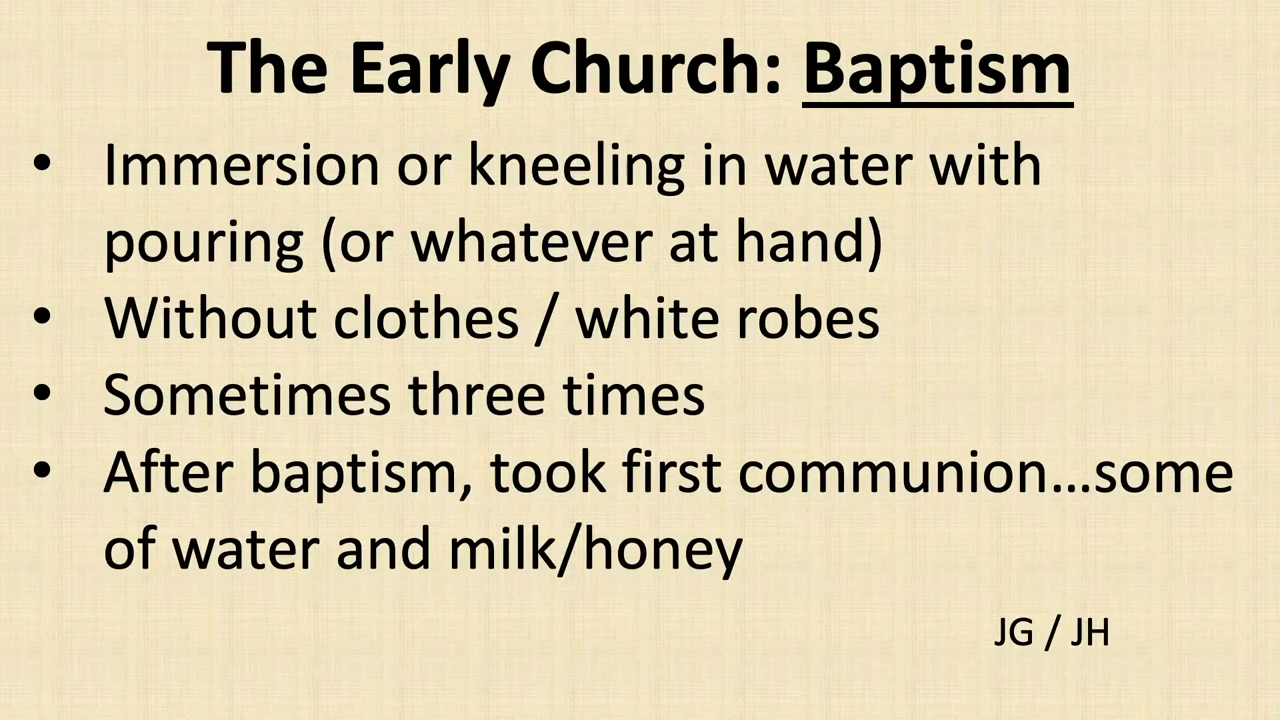 The Early Church: Baptism
• Immersion or kneeling in water with
pouring (or whatever at hand)
• Without clothes / white robes
• Sometimes three times
• After baptism, took first communion…some
of water and milk/honey
JG / JH